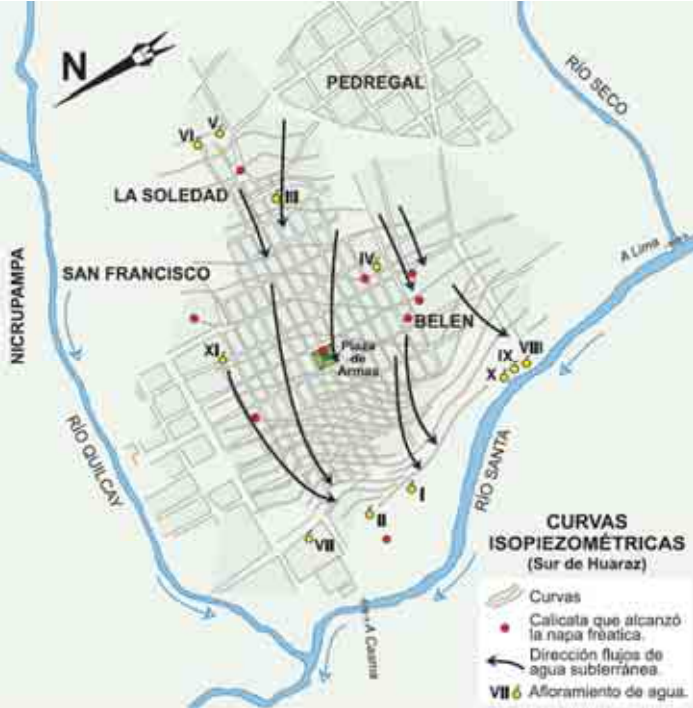 N
PEDREGAL
RÍO SECO
VI
V
LA SOLEDAD
III
A Lima
SAN FRANCISCO
IV
NICRUPAMPA
BELEN
XI
Plaza
de
Armas
VIII
IX
X
RÍO QUILCAY
RÍO SANTA
I
II
VII
A Casma
CURVAS
ISOPIEZOMÉTRICAS
(Sur de Huaraz)
Curvas
Calicata que alcanzó
la napa freática.
Dirección flujos de
agua subterránea.
VII Afloramiento de agua.